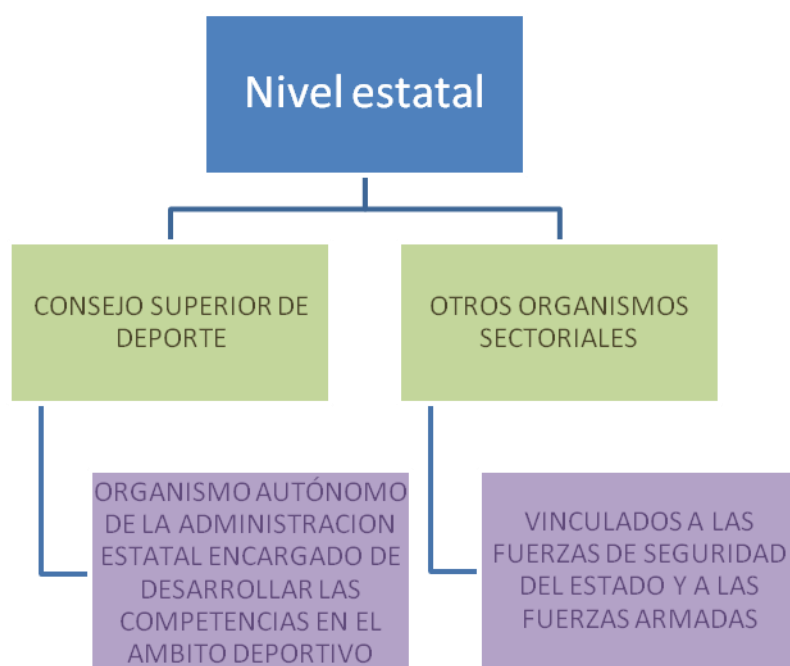 Nivel estatal
CONSEJO SUPERIOR DE
DEPORTE
OTROS ORGANISMOS
SECTORIALES
ORGANISMO AUTÓNOMO
DE LA ADMINISTRACION
ESTATAL ENCARGADO DE
DESARROLLAR LAS
COMPETENCIAS EN EL
AMBITO DEPORTIVO
VINCULADOS A LAS
FUERZAS DE SEGURIDAD
DEL ESTADO Y A LAS
FUERZAS ARMADAS